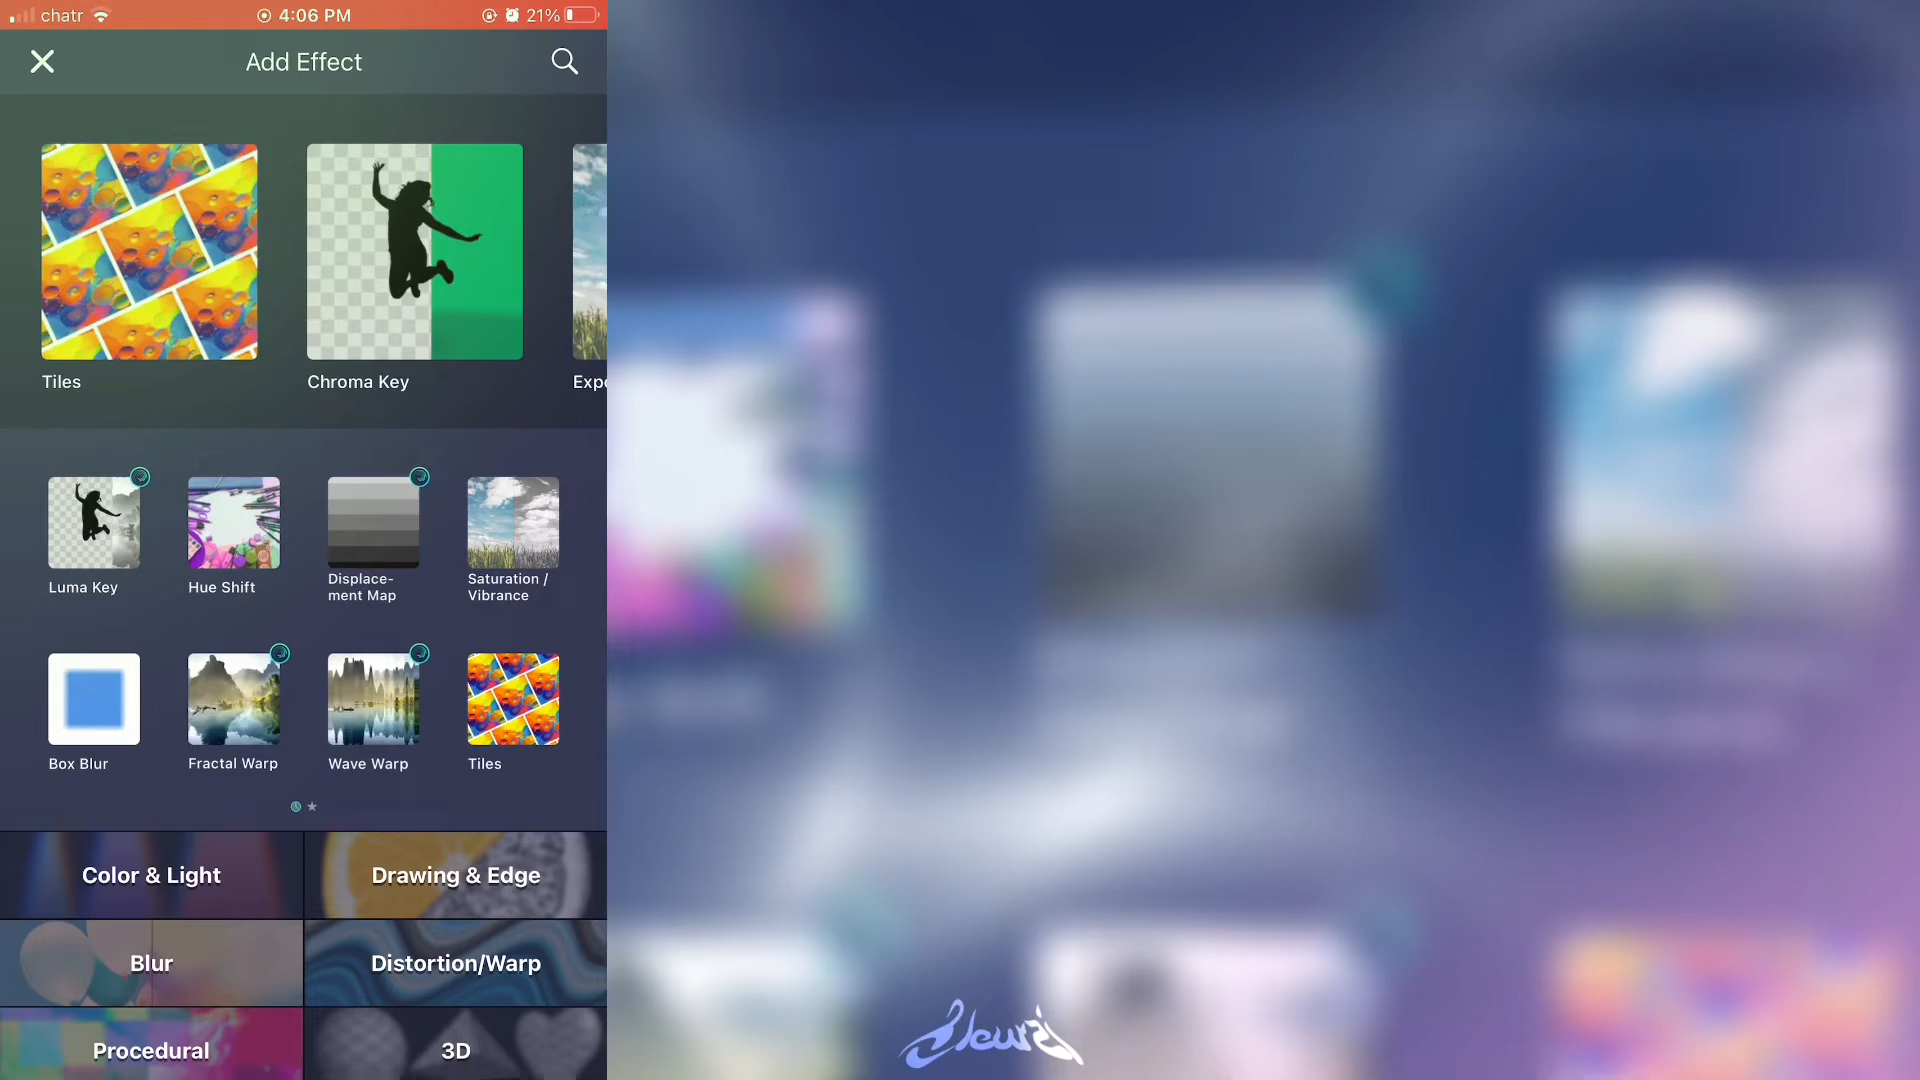 chatr
4:06 PM
21%
Add Effect
Tiles
Chroma Key
Expo
Luma Key
Hue Shift
Displace-
ment Map
Saturation /
Vibrance
Box Blur
Fractal Warp
Wave Warp
Tiles
Color & Light
Drawing & Edge
Blur
Distortion/Warp
Procedural
3D